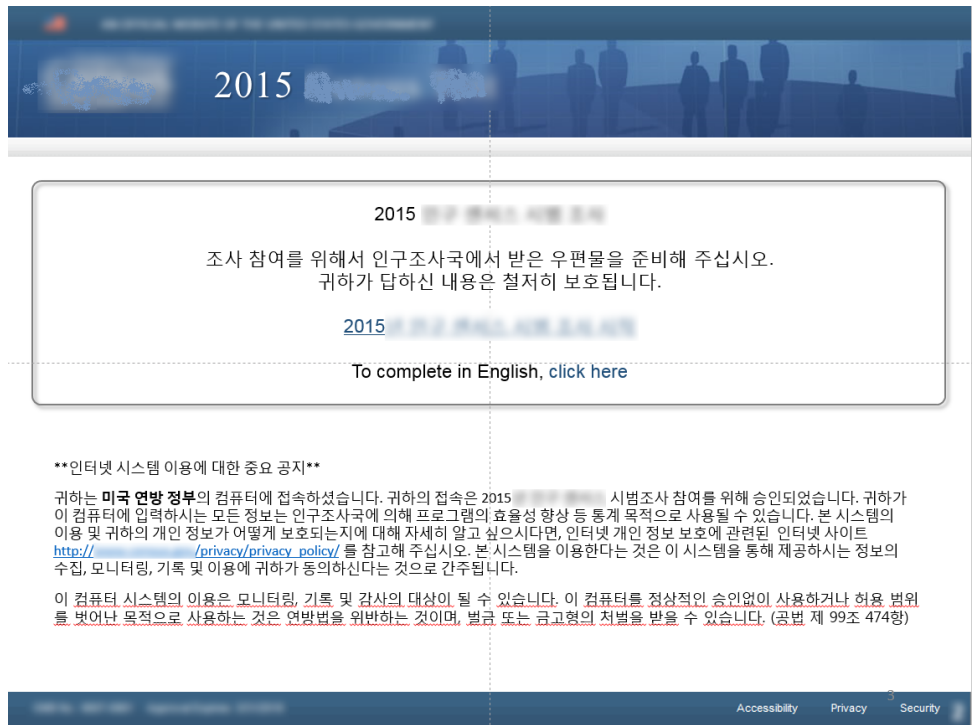 2015
2015
조사 참여를 위해서 인구조사국에서 받은 우편물을 준비해 주십시오.
귀하가 답하신 내용은 철저히 보호됩니다.
2015
To complete in English, click here
**인터넷 시스템 이용에 대한 중요 공지**
귀하는 미국 연방 정부의 컴퓨터에 접속하셨습니다. 귀하의 접속은 2015 시범조사 참여를 위해 승인되었습니다. 귀하가
이 컴퓨터에 입력하시는 모든 정보는 인구조사국에 의해 프로그램의 효율성 향상 등 통계 목적으로 사용될 수 있습니다. 본 시스템의
이용 및 귀하의 개인 정보가 어떻게 보호되는지에 대해 자세히 알고 싶으시다면, 인터넷 개인 정보 보호에 관련된 인터넷 사이트
http:// /privacy/privacy_policy/ 를 참고해 주십시오. 본 시스템을 이용한다는 것은 이 시스템을 통해 제공하시는 정보의
수집, 모니터링, 기록 및 이용에 귀하가 동의하신다는 것으로 간주됩니다.
이 컴퓨터 시스템의 이용은 모니터링, 기록 및 감사의 대상이 될 수 있습니다. 이 컴퓨터를 정상적인 승인없이 사용하거나 허용 범위
를 벗어난 목적으로 사용하는 것은 연방법을 위반하는 것이며, 벌금 또는 금고형의 처벌을 받을 수 있습니다. (공법 제 99조 474항)
3
Accessibility Privacy Security